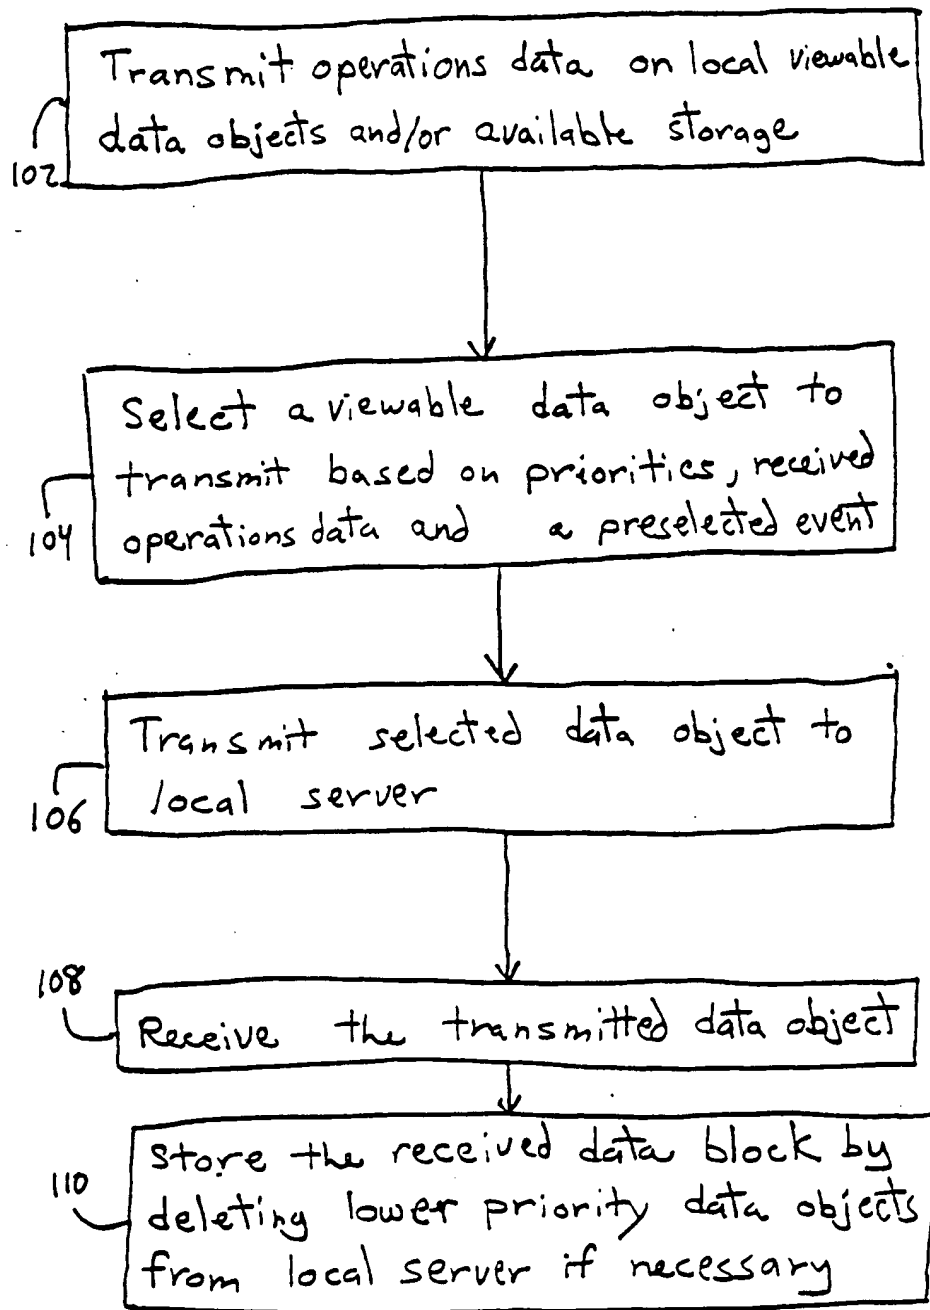 Transmit operations data on local viewable
data objects and/or available storage
102
Select a viewable data object to
transmit based on priorities, received
operations data and a preselected event
104
Transmit selected data object to
local server
106
108
Receive the transmitted data object
110
Store the received data block by
deleting lower priority data objects
from local server if necessary